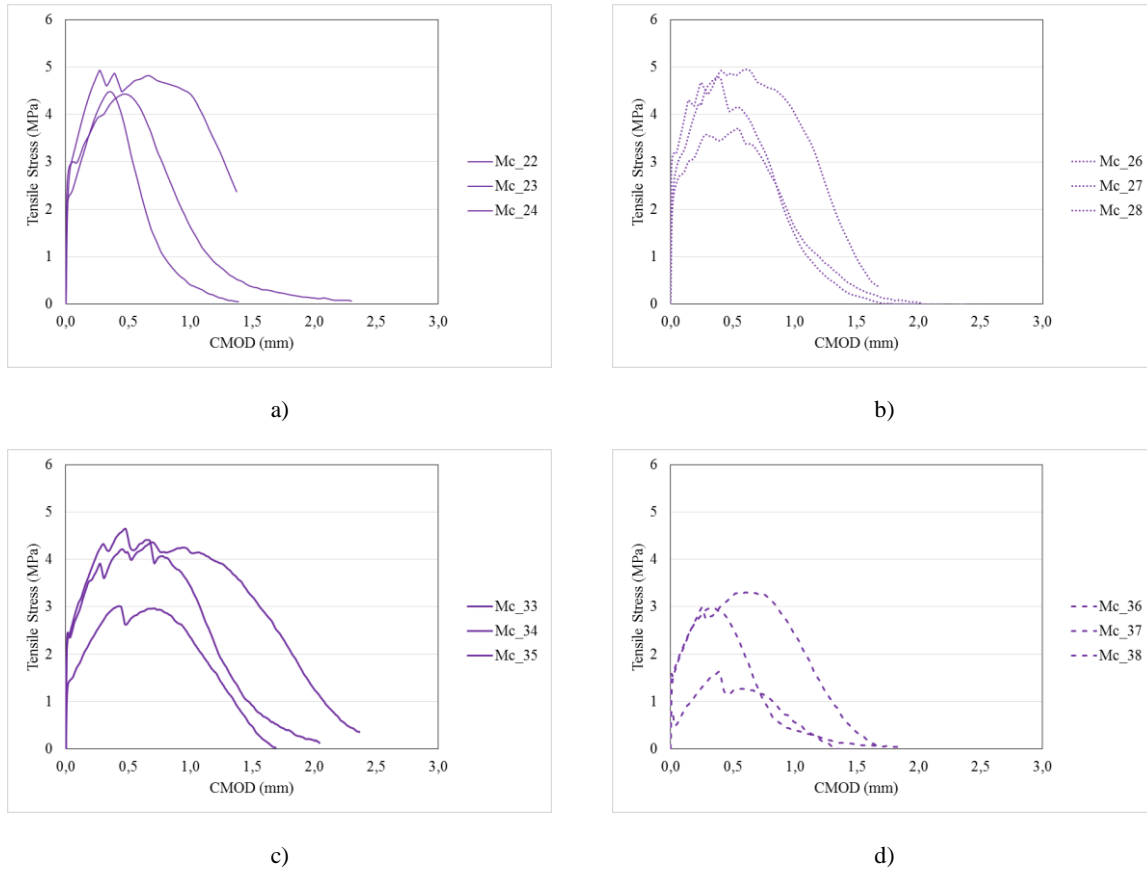 6
5
4
3
2
1
0
Tensile Stress (MPa)
0,0 0,5 1,0 1,5 2,0 2,5 3,0
CMOD (mm)
Mc_22
Mc_23
Mc_24
a)
6
5
4
3
2
1
0
Tensile Stress (MPa)
0,0 0,5 1,0 1,5 2,0 2,5 3,0
CMOD (mm)
Mc_26
Mc_27
Mc_28
b)
6
5
4
3
2
1
0
Tensile Stress (MPa)
0,0 0,5 1,0 1,5 2,0 2,5 3,0
CMOD (mm)
Mc_33
Mc_34
Mc_35
c)
6
5
4
3
2
1
0
Tensile Stress (MPa)
0,0 0,5 1,0 1,5 2,0 2,5 3,0
CMOD (mm)
Mc_36
Mc_37
Mc_38
d)